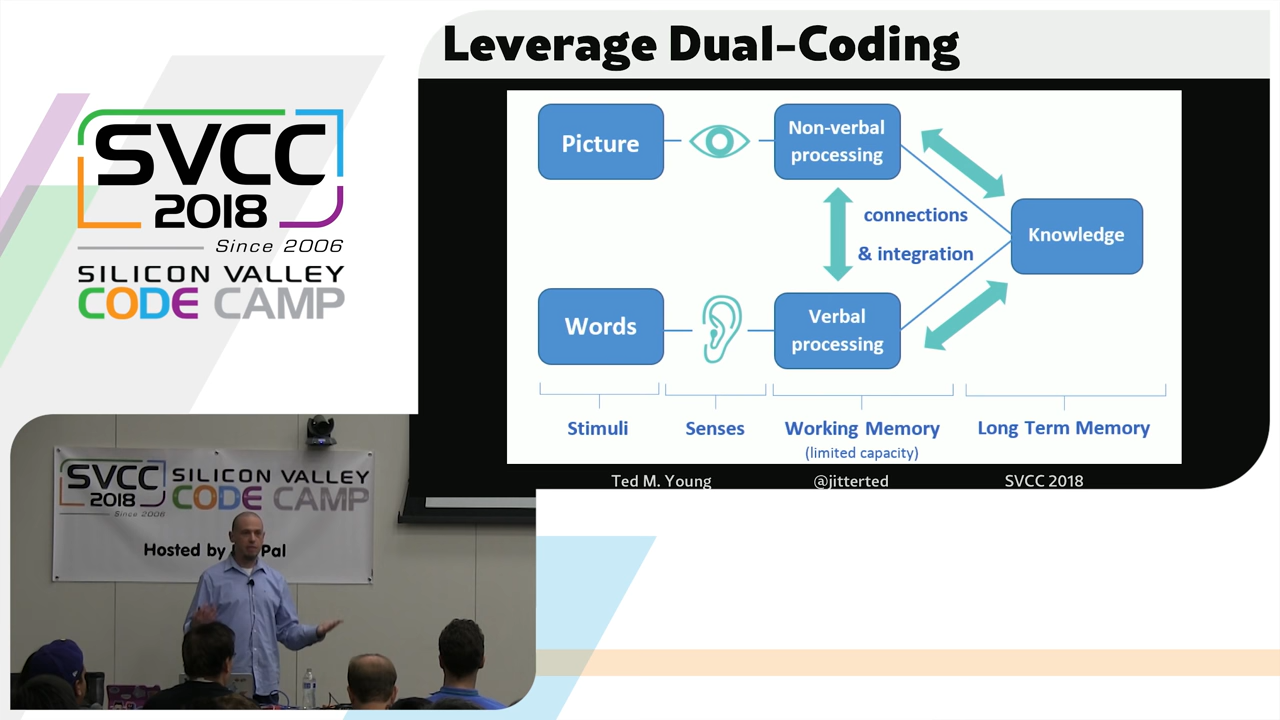 Leverage Dual-Coding
SVCC
2018
Since 2006
SILICON VALLEY
CODE CAMP
Picture
Non-verbal
processing
connections
& integration
Knowledge
Words
Verbal
processing
Stimuli
Senses
Working Memory
(limited capacity)
Long Term Memory
Ted M. Young
@jitterted
SVCC 2018
SVCC
2018
Since 2006
SILICON VALLEY
CODE CAMP
Hosted by
Pal